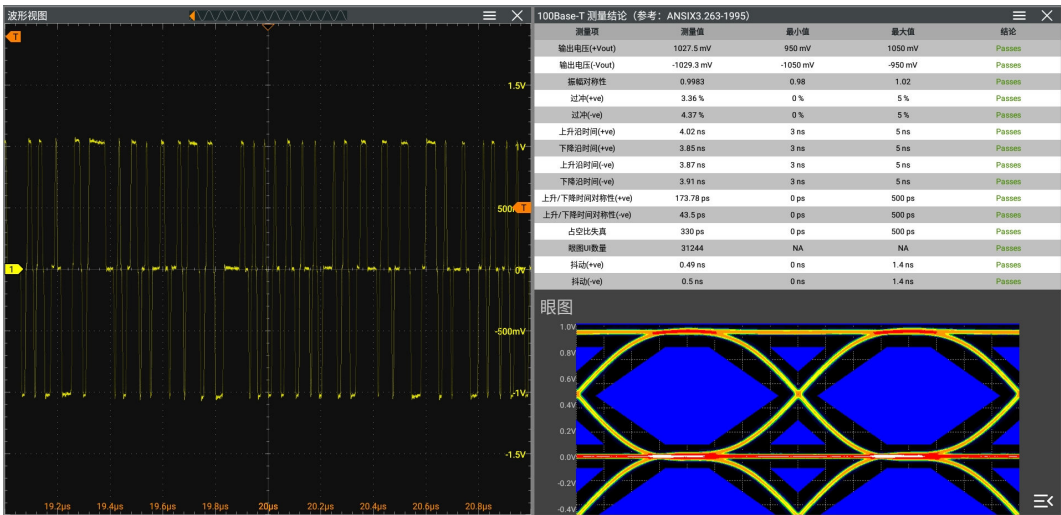 波形视图
T
1.5V
1V
500 T
1
0V
-500mV
-1V
-1.5V
19.2μs 19.4μs 19.6μs 19.8μs 20μs 20.2μs 20.4μs 20.6μs 20.8μs
100Base-T 测量结论（参考：ANSIX3.263-1995）
测量项 测量值 最小值 最大值 结论
输出电压(+Vout) 1027.5 mV 950 mV 1050 mV Passes
输出电压(-Vout) -1029.3 mV -1050 mV -950 mV Passes
振幅对称性 0.9983 0.98 1.02 Passes
过冲(+ve) 3.36 % 0 % 5 % Passes
过冲(-ve) 4.37 % 0 % 5 % Passes
上升沿时间(+ve) 4.02 ns 3 ns 5 ns Passes
下降沿时间(+ve) 3.85 ns 3 ns 5 ns Passes
上升沿时间(-ve) 3.87 ns 3 ns 5 ns Passes
下降沿时间(-ve) 3.91 ns 3 ns 5 ns Passes
上升/下降时间对称性(+ve) 173.78 ps 0 ps 500 ps Passes
上升/下降时间对称性(-ve) 43.5 ps 0 ps 500 ps Passes
占空比失真 330 ps 0 ps 500 ps Passes
眼图UI数量 31244 NA NA Passes
抖动(+ve) 0.49 ns 0 ns 1.4 ns Passes
抖动(-ve) 0.5 ns 0 ns 1.4 ns Passes
眼图
1.0V
0.8V
0.6V
0.4V
0.2V
0.0V
-0.2V
-0.4V